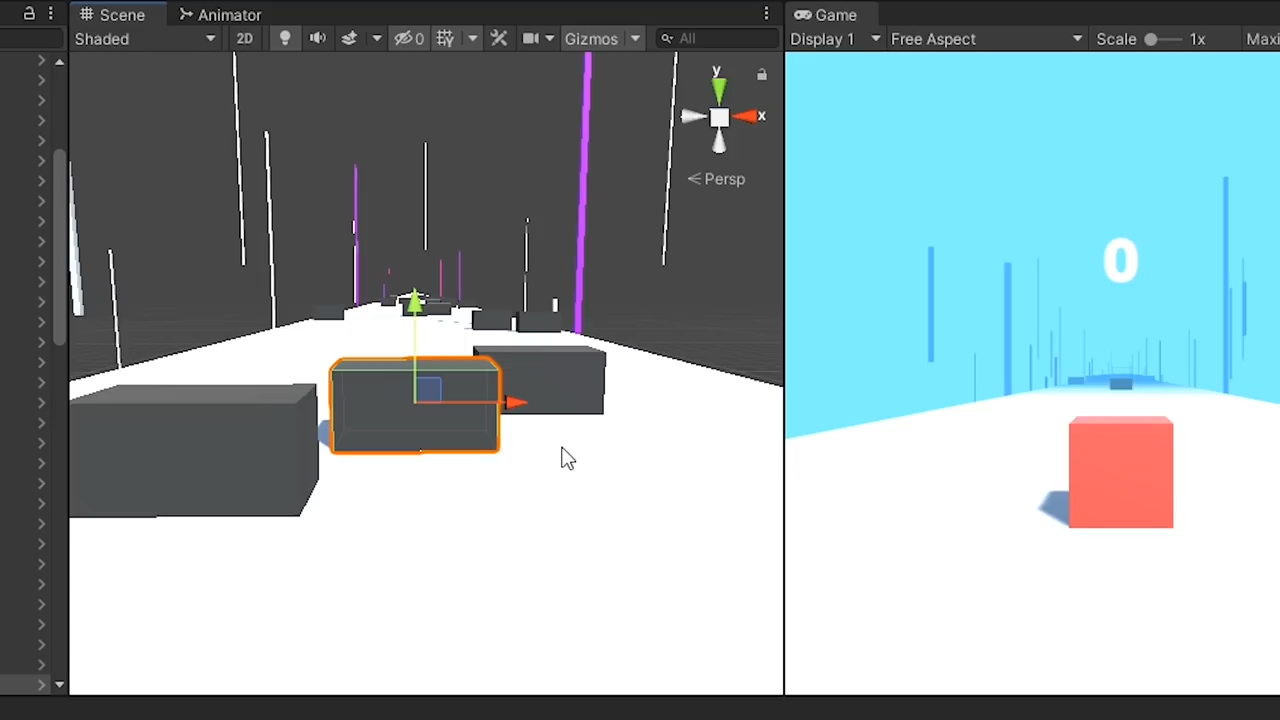 Scene
Animator
Game
Shaded
2D
0
Gizmos
All
Display 1
Free Aspect
Scale
1x
Maxi
y
x
Persp
0